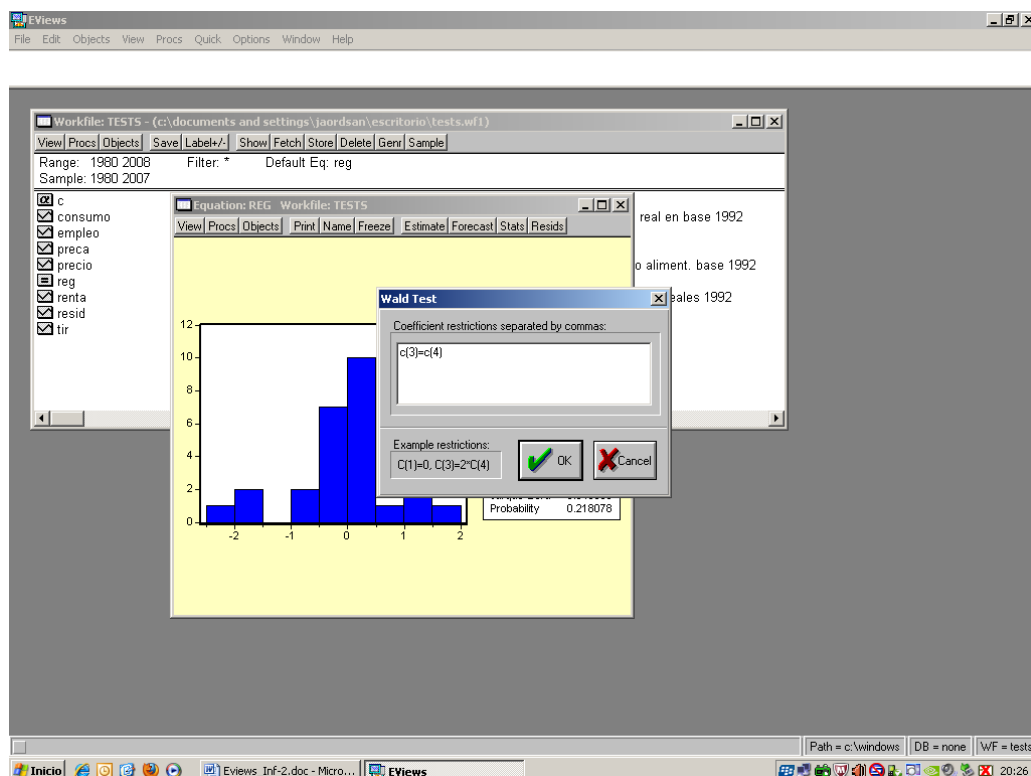 EViews
File Edit Objects View Procs Quick Options Window Help
Workfile: TESTS - (c:\documents and settings\jaordsan\escritorio\tests.wf1)
View Procs Objects Save Label+/- Show Fetch Store Delete Genr Sample
Range: 1980 2008 Filter: * Default Eq: reg
Sample: 1980 2007
c
consumo
empleo
preca
precio
reg
renta
resid
tir
real en base 1992
o aliment. base 1992
eales 1992
Equation: REG Workfile: TESTS
View Procs Objects Print Name Freeze Estimate Forecast Stats Resids
12
10
8
6
4
2
0
-2 -1 0 1 2
Probability 0.218078
Wald Test
Coefficient restrictions separated by commas:
c(3)=c(4)
Example restrictions:
C(1)=0, C(3)=2*C(4)
OK
Cancel
Path = c:\windows DB = none WF = tests
Inicio
Eviews_Inf-2.doc - Micro...
EViews
20:26